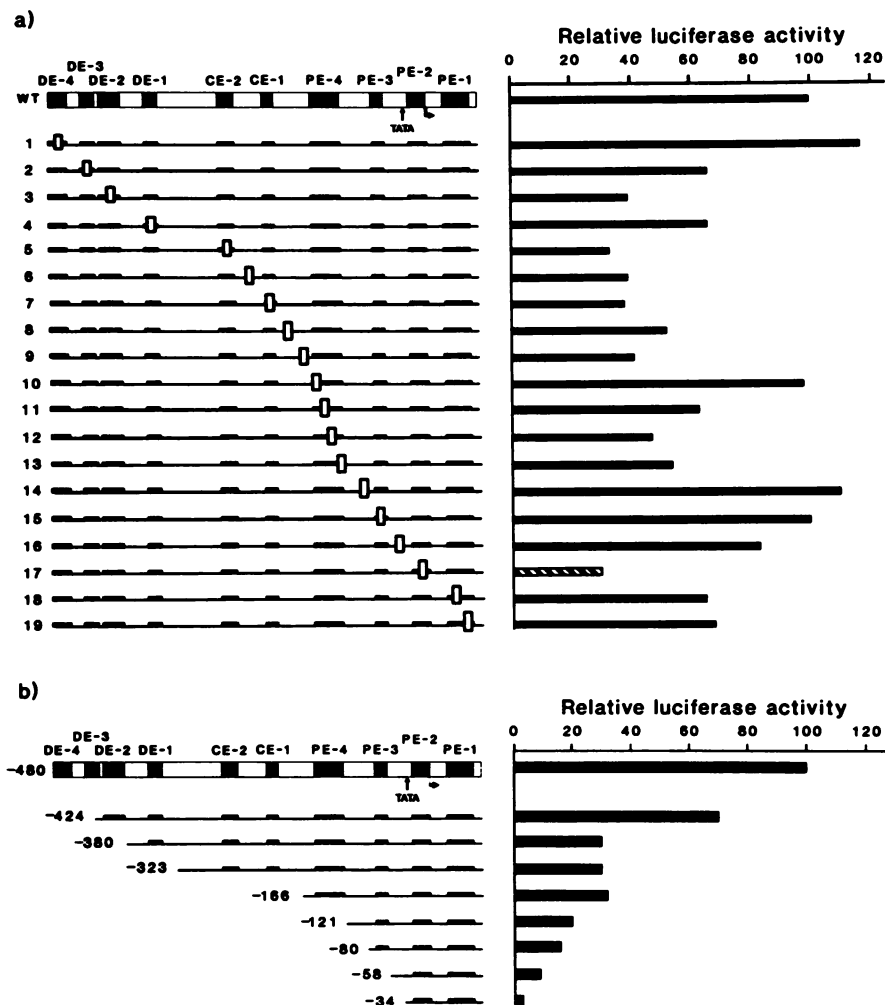 a)
Relative luciferase activity
0 20 40 60 80 100 120
DE-3 PE-2
DE-4 DE-2 DE-1 CE-2 CE-1 PE-4 PE-3 PE-1
WT
TATA
1
2
3
4
5
6
7
8
9
10
11
12
13
14
15
16
17
18
19
b)
Relative luciferase activity
0 20 40 60 80 100 120
DE-3 PE-2
DE-4 DE-2 DE-1 CE-2 CE-1 PE-4 PE-3 PE-1
-480
TATA
-424
-380
-323
-166
-121
-80
-58
-34